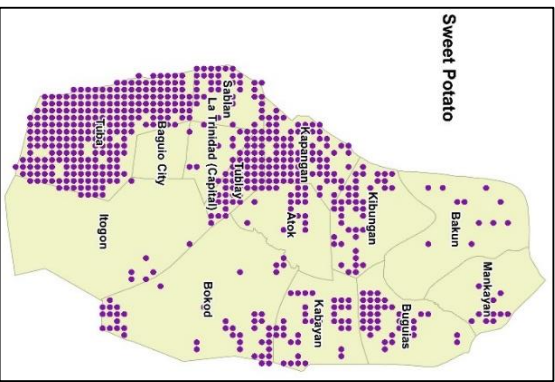 Sweet Potato
Bakun
Mankayan
Kibungan
Buguias
Kapangan
Atok
Kabayan
Sablan
La Trinidad (Capital)
Tublay
Bokod
Baguio City
Tuba
Itogon